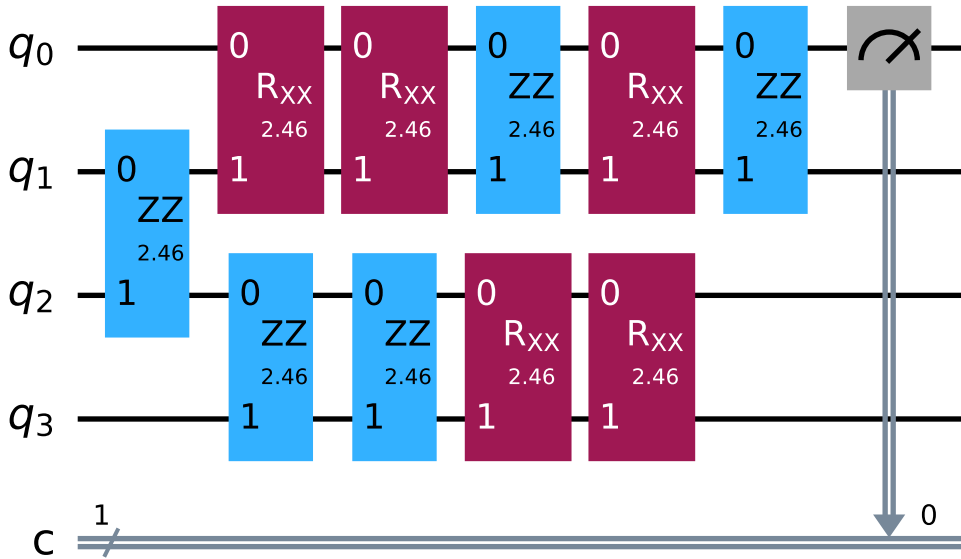 q0 0 0 0 0 0
RXX RXX ZZ RXX ZZ
2.46 2.46 2.46 2.46 2.46
q1 0 1 1 1 1 1
ZZ
2.46
q2 1 0 0 0 0
ZZ ZZ RXX RXX
2.46 2.46 2.46 2.46
q3 1 1 1 1
1 0
c